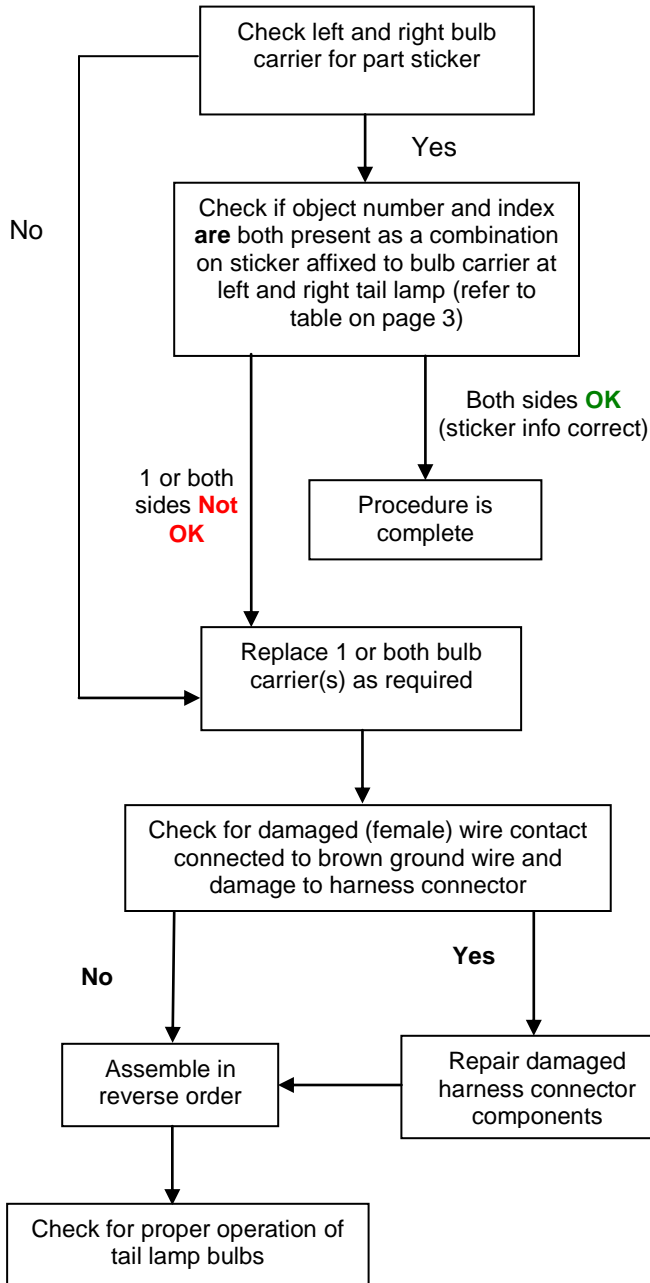 Check left and right bulb
carrier for part sticker
Yes
No
Check if object number and index
are both present as a combination
on sticker affixed to bulb carrier at
left and right tail lamp (refer to
table on page 3)
Both sides OK
(sticker info correct)
1 or both
sides Not
OK
Procedure is
complete
Replace 1 or both bulb
carrier(s) as required
Check for damaged (female) wire contact
connected to brown ground wire and
damage to harness connector
No
Yes
Assemble in
reverse order
Repair damaged
harness connector
components
Check for proper operation of
tail lamp bulbs